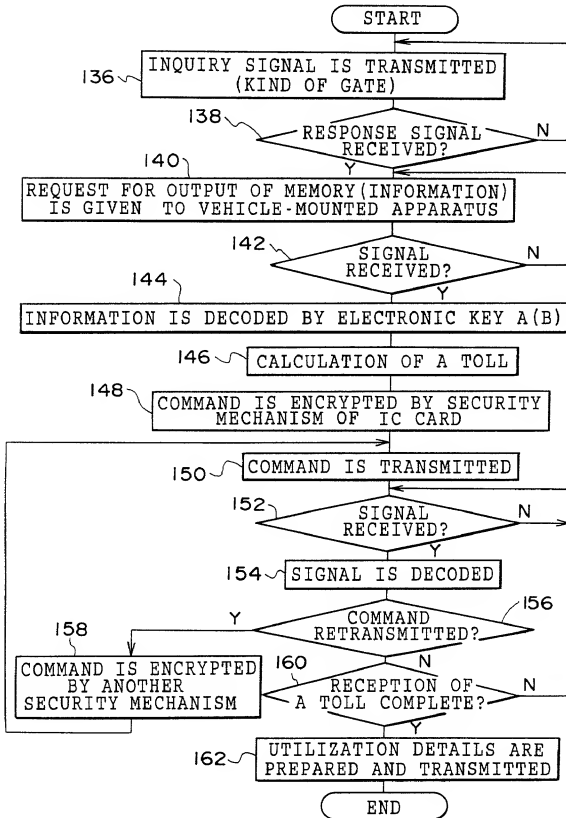 START
136
INQUIRY SIGNAL IS TRANSMITTED
(KIND OF GATE)
138
RESPONSE SIGNAL
RECEIVED?
N
Y
140
REQUEST FOR OUTPUT OF MEMORY(INFORMATION)
IS GIVEN TO VEHICLE-MOUNTED APPARATUS
142
SIGNAL
RECEIVED?
N
Y
144
INFORMATION IS DECODED BY ELECTRONIC KEY A(B)
146
CALCULATION OF A TOLL
148
COMMAND IS ENCRYPTED BY SECURITY
MECHANISM OF IC CARD
150
COMMAND IS TRANSMITTED
152
SIGNAL
RECEIVED?
N
Y
154
SIGNAL IS DECODED
156
COMMAND
RETRANSMITTED?
Y
N
158
COMMAND IS ENCRYPTED
BY ANOTHER
SECURITY MECHANISM
160
RECEPTION OF
A TOLL COMPLETE?
N
Y
162
UTILIZATION DETAILS ARE
PREPARED AND TRANSMITTED
END